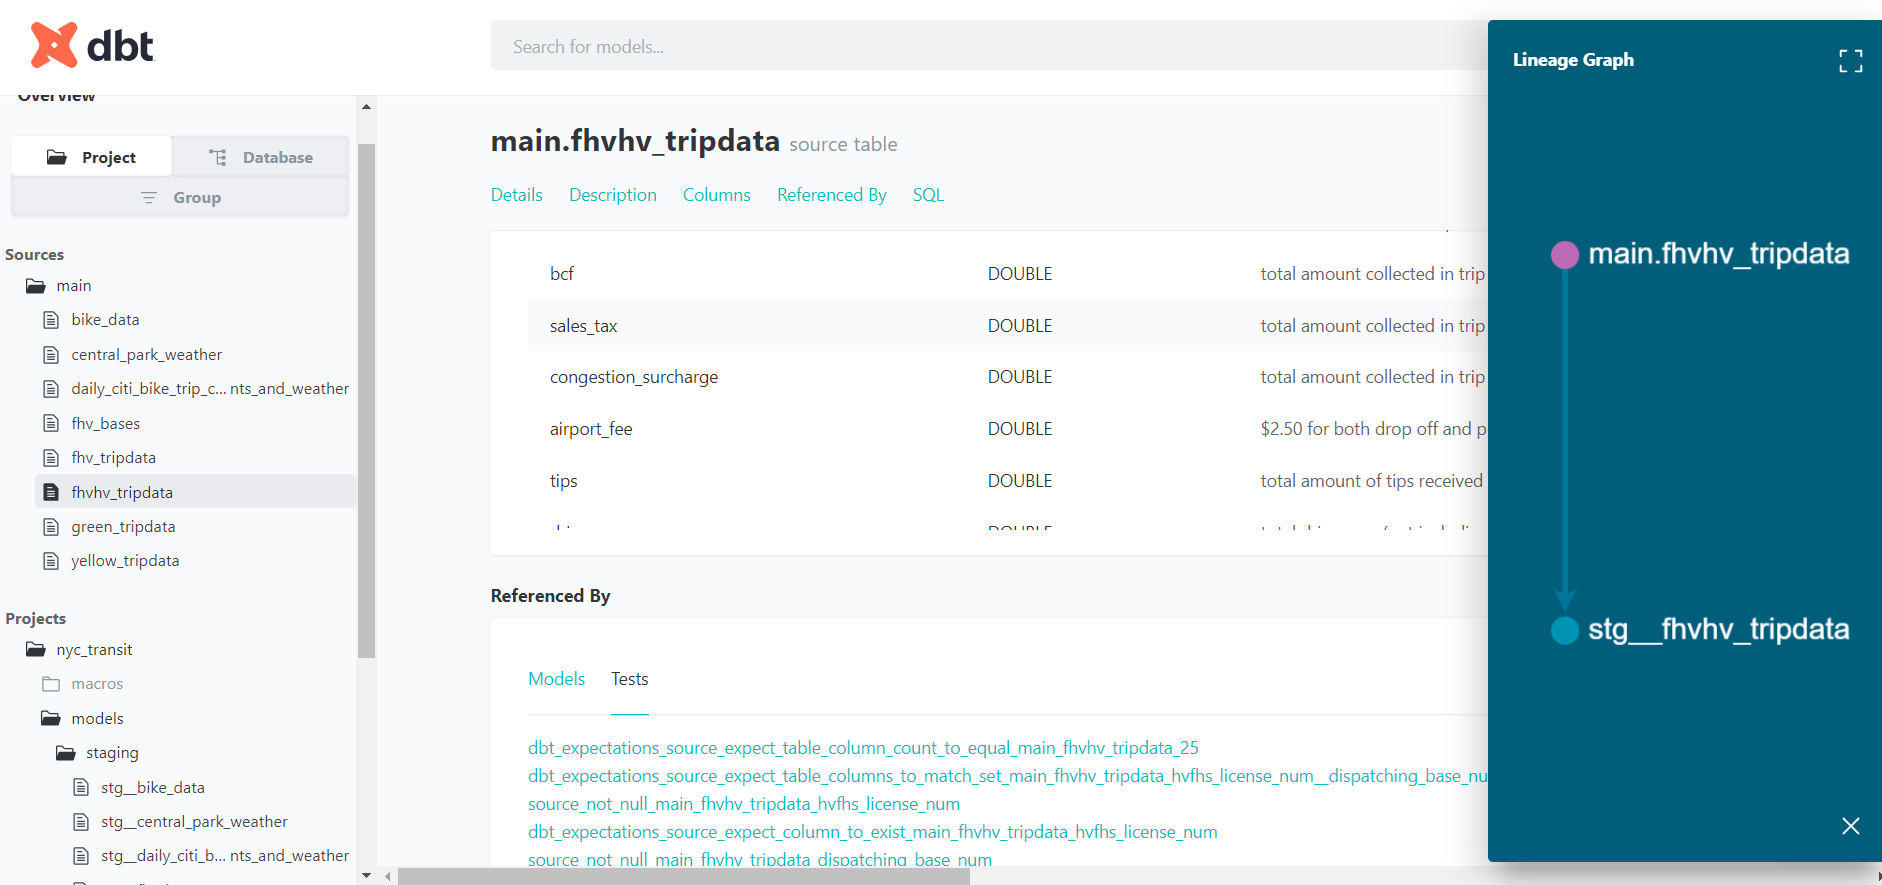 dbt
Search for models...
Overview
Project
Database
Group
Sources
main
bike_data
central_park_weather
daily_citi_bike_trip_c... nts_and_weather
fhv_bases
fhv_tripdata
fhvhv_tripdata
green_tripdata
yellow_tripdata
Projects
nyc_transit
macros
models
staging
stg__bike_data
stg__central_park_weather
stg__daily_citi_b... nts_and_weather
main.fhvhv_tripdata source table
Details Description Columns Referenced By SQL
bcf DOUBLE total amount collected in trip
sales_tax DOUBLE total amount collected in trip
congestion_surcharge DOUBLE total amount collected in trip
airport_fee DOUBLE $2.50 for both drop off and p
tips DOUBLE total amount of tips received
DOUBLE
Referenced By
Models Tests
dbt_expectations_source_expect_table_column_count_to_equal_main_fhvhv_tripdata_25
dbt_expectations_source_expect_table_columns_to_match_set_main_fhvhv_tripdata_hvfhs_license_num__dispatching_base_nu
source_not_null_main_fhvhv_tripdata_hvfhs_license_num
dbt_expectations_source_expect_column_to_exist_main_fhvhv_tripdata_hvfhs_license_num
source_not_null_main_fhvhv_tripdata_dispatching_base_num
Lineage Graph
main.fhvhv_tripdata
stg__fhvhv_tripdata